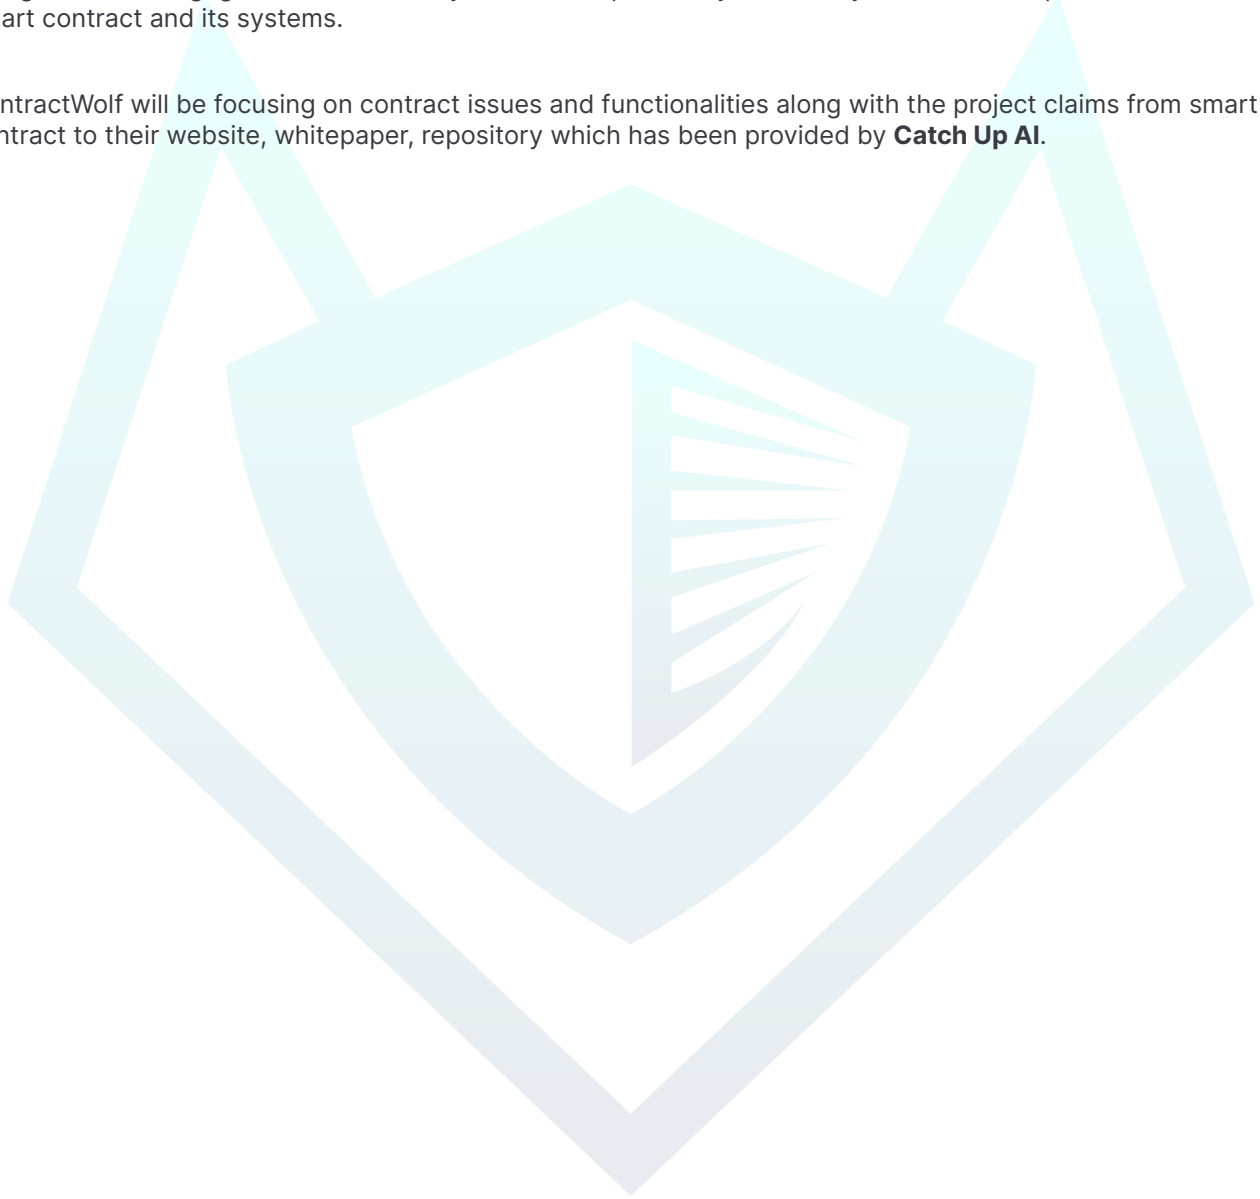 art contract and its systems.
ntractWolf will be focusing on contract issues and functionalities along with the project claims from smart
ntract to their website, whitepaper, repository which has been provided by Catch Up AI.